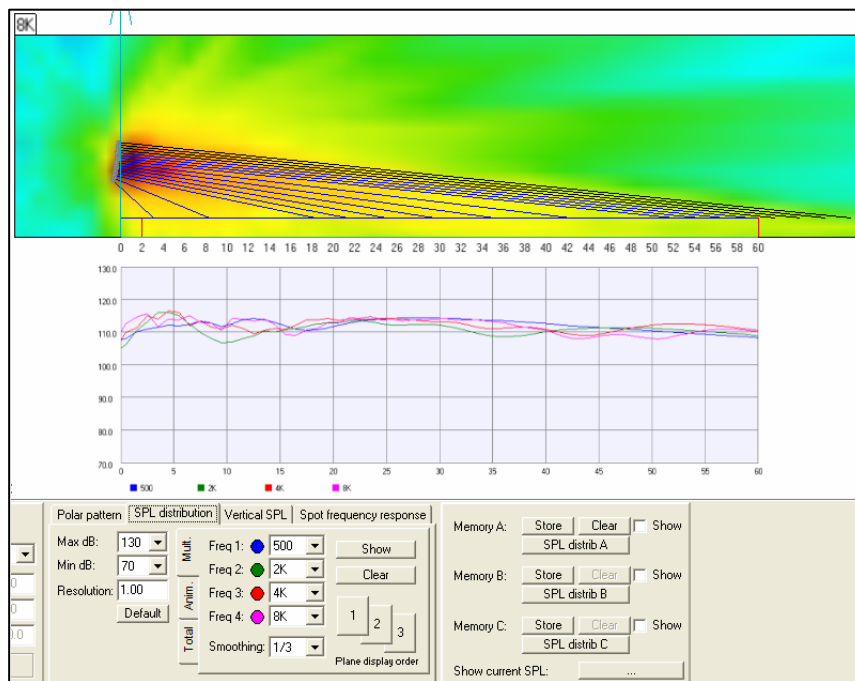 8K
0 2 4 6 8 10 12 14 16 18 20 22 24 26 28 30 32 34 36 38 40 42 44 46 48 50 52 54 56 58 60
130.0
120.0
110.0
100.0
90.0
80.0
70.0
0 5 10 15 20 25 30 35 40 45 50 55 60
500 2K 4K 8K
Polar pattern SPL distribution Vertical SPL Spot frequency response
Max dB: 130
Min dB: 70
Resolution: 1.00
Default
Mult.
Anim.
Total
Freq 1: 500
Freq 2: 2K
Freq 3: 4K
Freq 4: 8K
Smoothing: 1/3
Show
Clear
1
2
3
Plane display order
Memory A: Store Clear Show
SPL distrib A
Memory B: Store Clear Show
SPL distrib B
Memory C: Store Clear Show
SPL distrib C
Show current SPL: ...